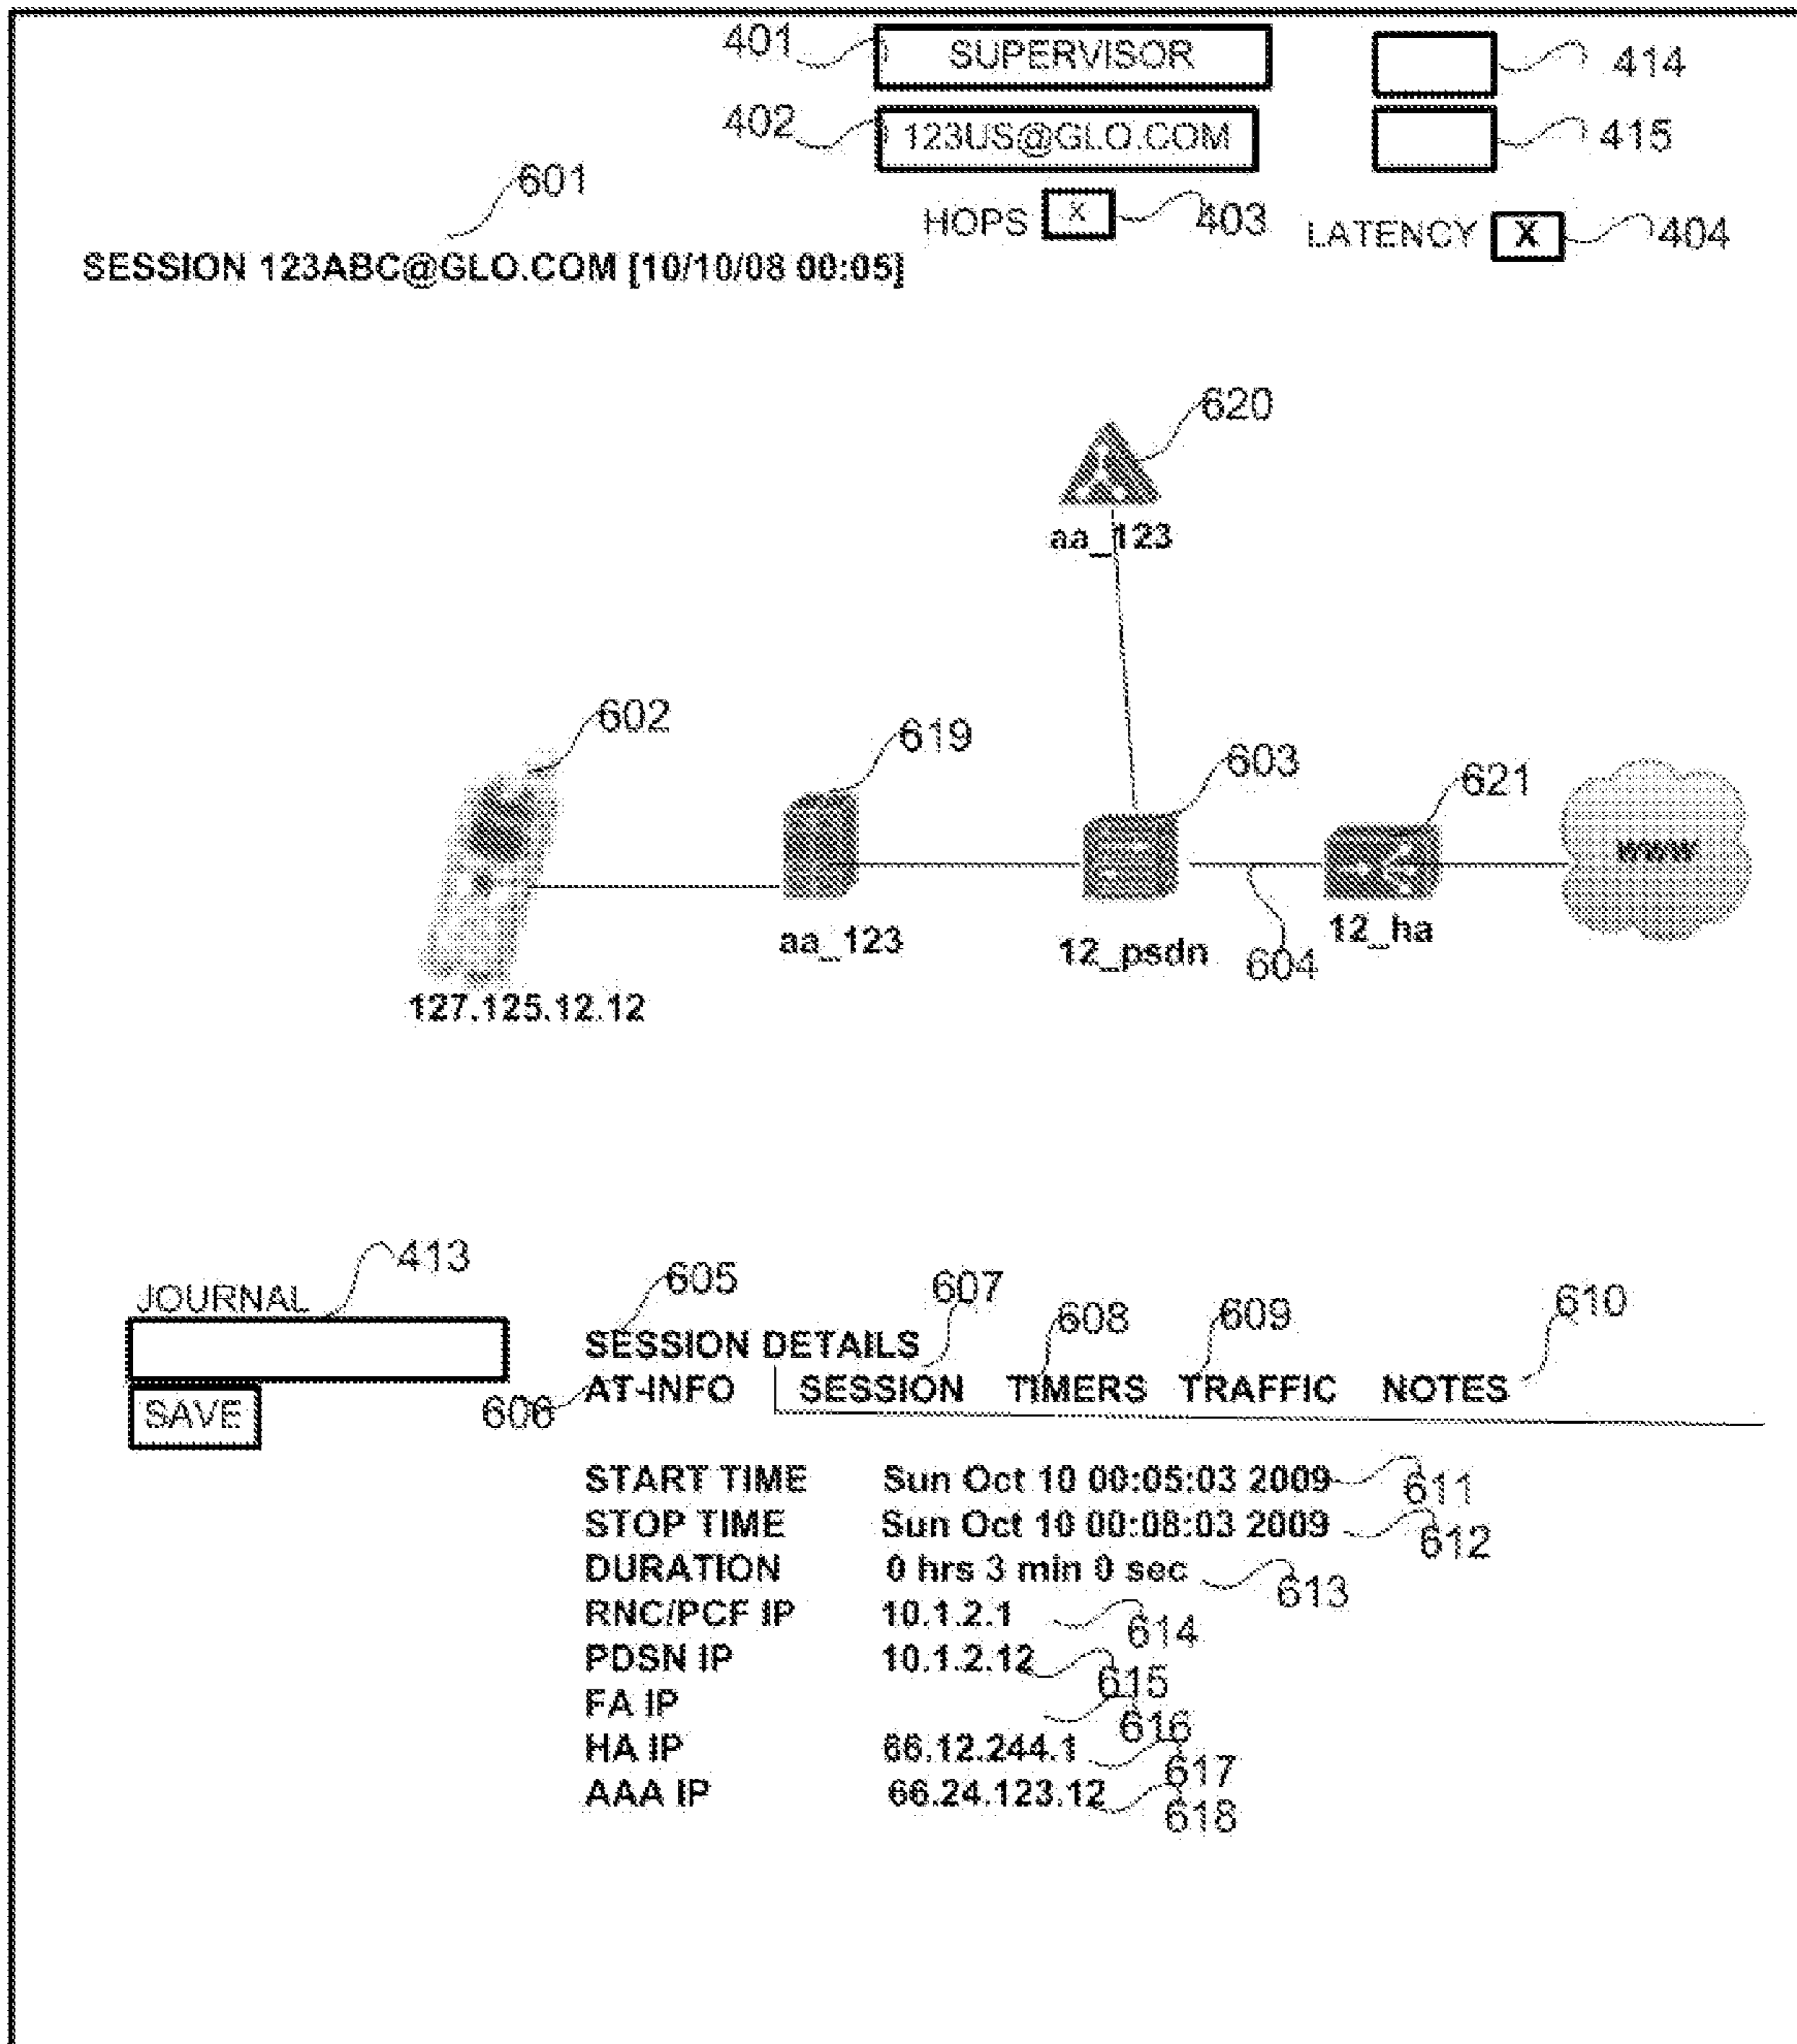 401 SUPERVISOR 414
402 123US@GLO.COM 415
601 HOPS X 403 LATENCY X 404
SESSION 123ABC@GLO.COM [10/10/08 00:05]
620
aa_123
602 619 603 621
www
aa_123 12_psdn 604 12_ha
127.125.12.12
413
JOURNAL
SAVE
605 607 608 609 610
SESSION DETAILS
606 AT-INFO SESSION TIMERS TRAFFIC NOTES
START TIME Sun Oct 10 00:05:03 2009 611
STOP TIME Sun Oct 10 00:08:03 2009 612
DURATION 0 hrs 3 min 0 sec 613
RNC/PCF IP 10.1.2.1 614
PDSN IP 10.1.2.12 615
FA IP 616
HA IP 66.12.244.1 617
AAA IP 66.24.123.12 618